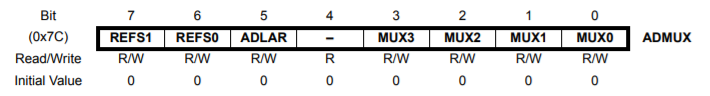 Bit 7 6 5 4 3 2 1 0
(0x7C) REFS1 REFS0 ADLAR – MUX3 MUX2 MUX1 MUX0 ADMUX
Read/Write R/W R/W R/W R R/W R/W R/W R/W
Initial Value 0 0 0 0 0 0 0 0